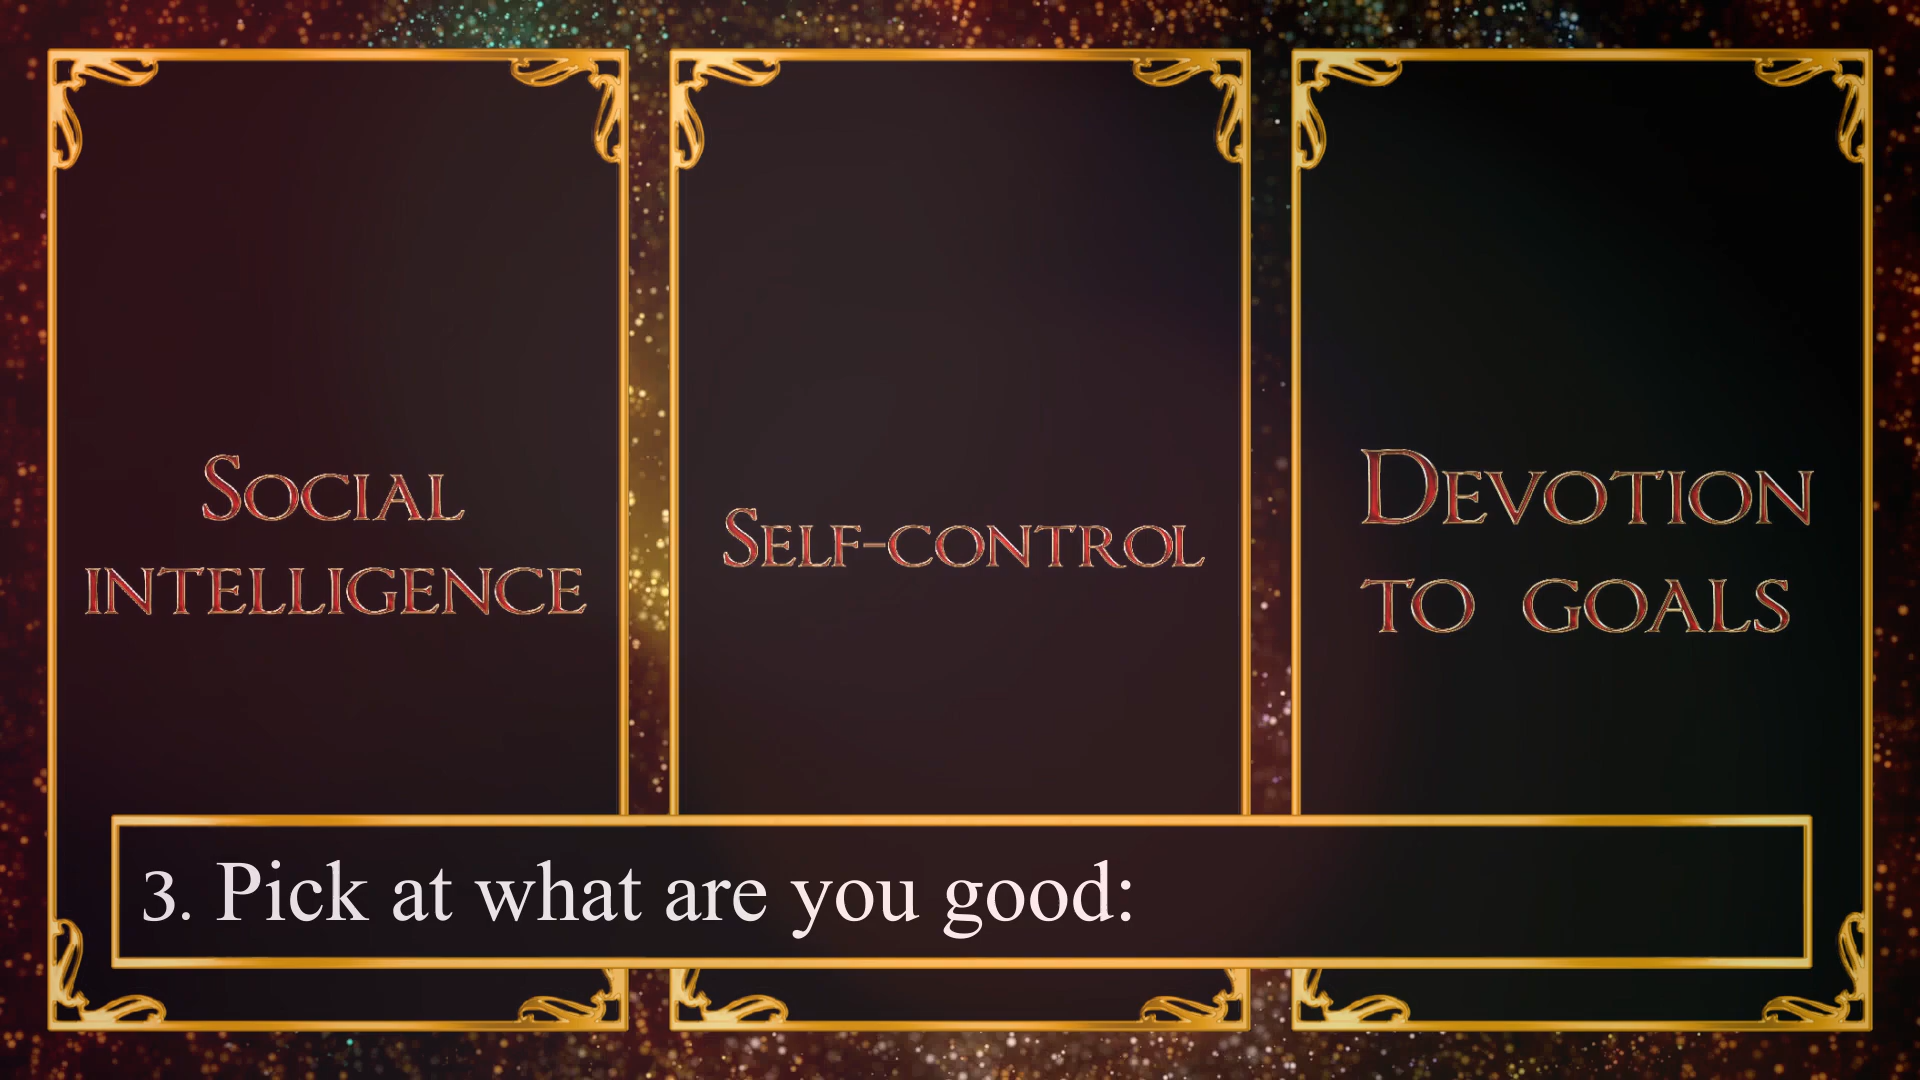 Social
intelligence
Self-control
Devotion
to goals
3. Pick at what are you good: